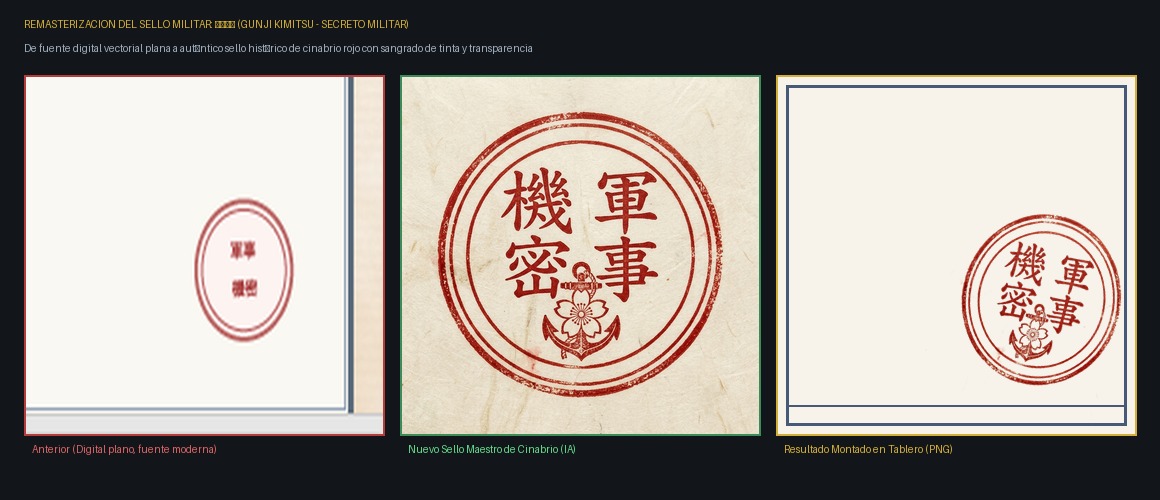 REMASTERIZACION DEL SELLO MILITAR: (GUNJI KIMITSU - SECRETO MILITAR)
De fuente digital vectorial plana a aut▯ntico sello hist▯rico de cinabrio rojo con sangrado de tinta y transparencia
軍事
機密
軍事
機密
軍事
機密
Anterior (Digital plano, fuente moderna)
Nuevo Sello Maestro de Cinabrio (IA)
Resultado Montado en Tablero (PNG)